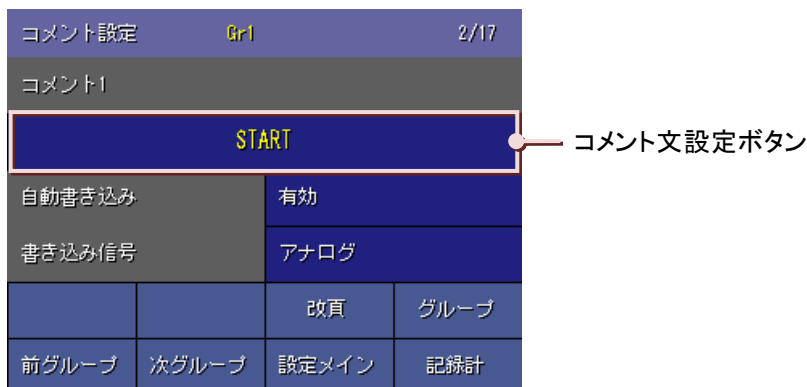 コメント設定 Gr1 2/17
コメント1
START
コメント文設定ボタン
自動書き込み 有効
書き込み信号 アナログ
改頁 グループ
前グループ 次グループ 設定メイン 記録計